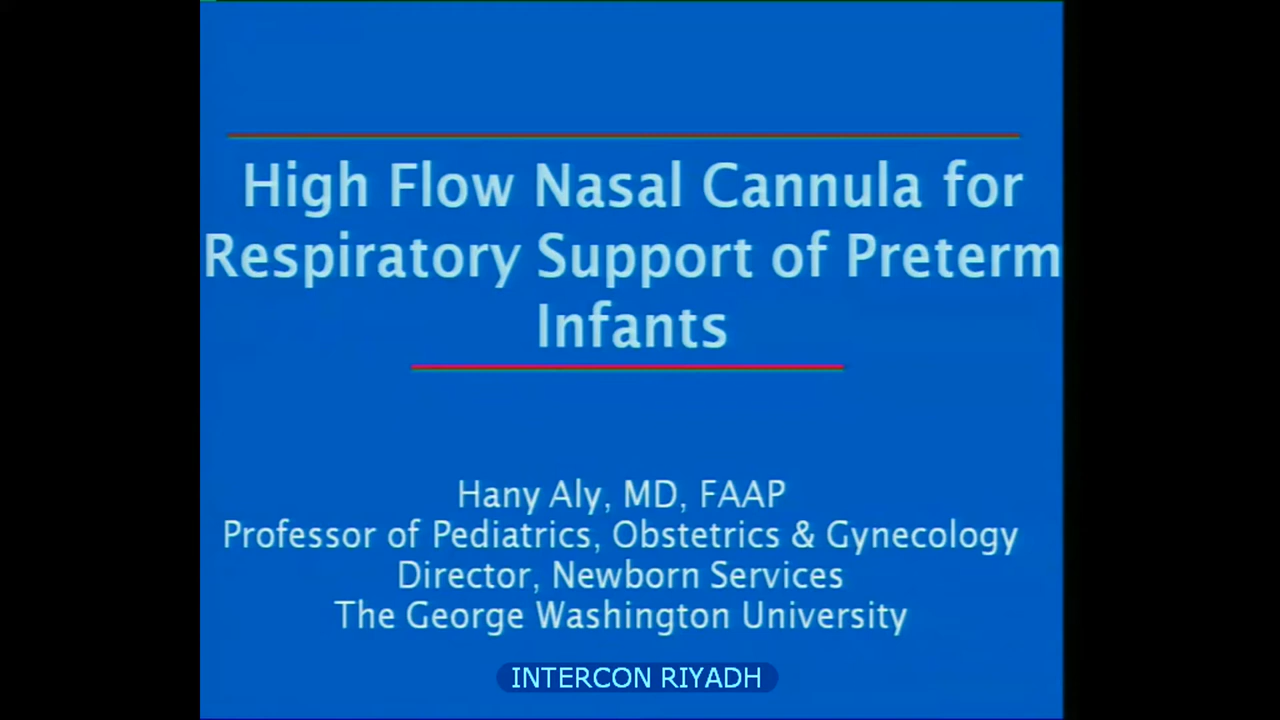 High Flow Nasal Cannula for
Respiratory Support of Preterm
Infants
Hany Aly, MD, FAAP
Professor of Pediatrics, Obstetrics & Gynecology
Director, Newborn Services
The George Washington University
INTERCON RIYADH